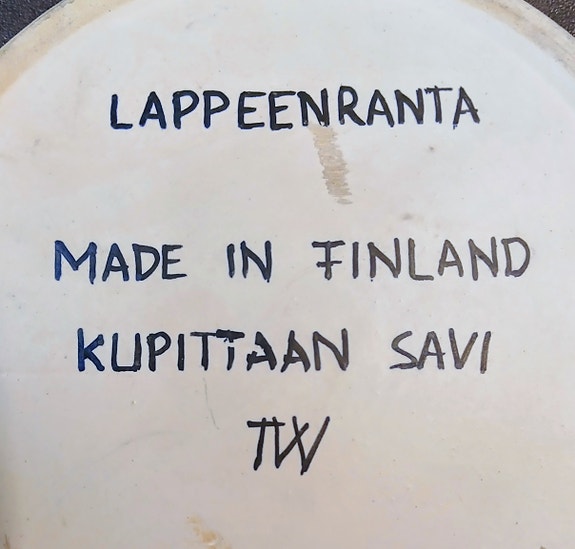 LAPPEENRANTA
MADE IN FINLAND
KUPITTAAN SAVI
TW